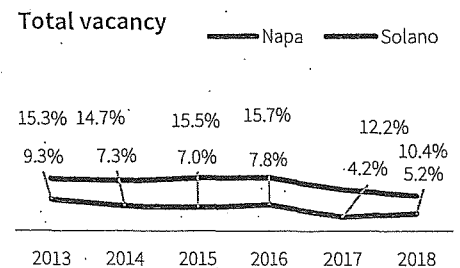 Total vacancy
Napa Solano
15.3% 14.7% 15.5% 15.7% 12.2% 10.4%
9.3% 7.3% 7.0% 7.8% 4.2% 5.2%
2013 2014 2015 2016 2017 2018